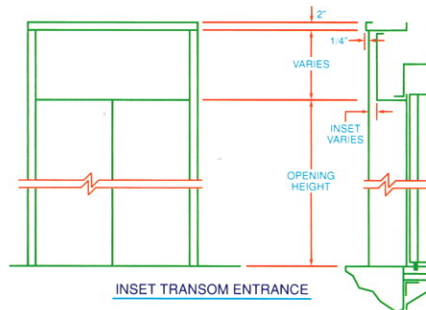 2"
1/4"
VARIES
INSET
VARIES
OPENING
HEIGHT
INSET TRANSOM ENTRANCE